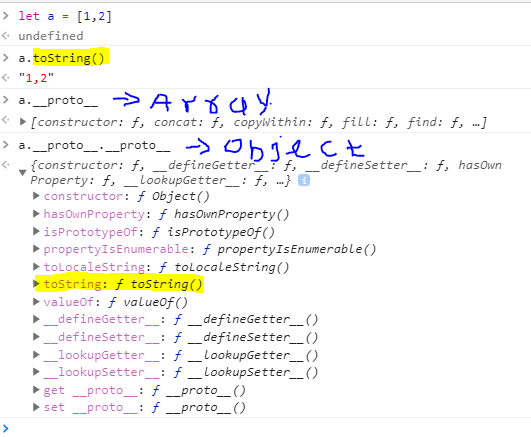 > let a = [1,2]
< undefined
> a.toString()
< "1,2"
> a.__proto__ → Array
< ▶ [constructor: ƒ, concat: ƒ, copyWithin: ƒ, fill: ƒ, find: ƒ, …]
> a.__proto__.__proto__ → Object
< {constructor: ƒ, __defineGetter__: ƒ, __defineSetter__: ƒ, hasOwn
▼ Property: ƒ, __lookupGetter__: ƒ, …} i
▶ constructor: ƒ Object()
▶ hasOwnProperty: ƒ hasOwnProperty()
▶ isPrototypeOf: ƒ isPrototypeOf()
▶ propertyIsEnumerable: ƒ propertyIsEnumerable()
▶ toLocaleString: ƒ toLocaleString()
▶ toString: ƒ toString()
▶ valueOf: ƒ valueOf()
▶ __defineGetter__: ƒ __defineGetter__()
▶ __defineSetter__: ƒ __defineSetter__()
▶ __lookupGetter__: ƒ __lookupGetter__()
▶ __lookupSetter__: ƒ __lookupSetter__()
▶ get __proto__: ƒ __proto__()
▶ set __proto__: ƒ __proto__()
>